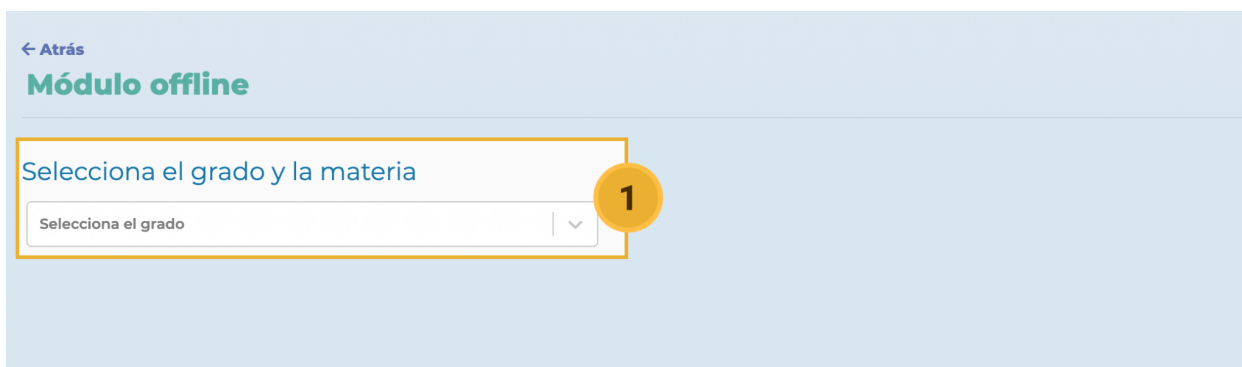 ← Atrás
Módulo offline
Selecciona el grado y la materia
Selecciona el grado
1